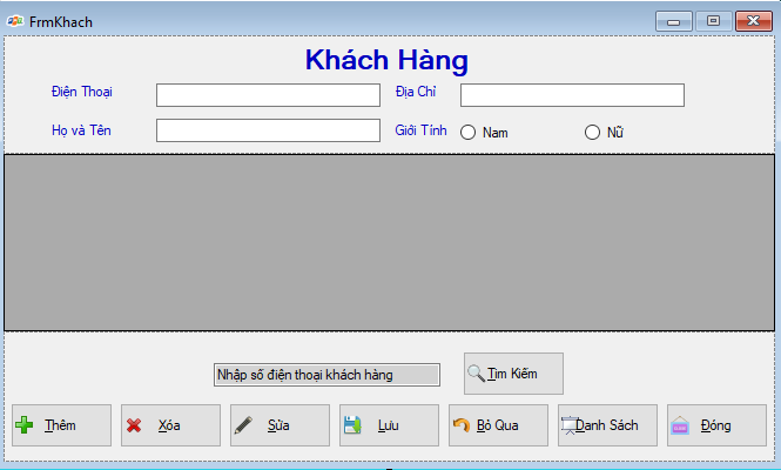 FrmKhach
Khách Hàng
Điện Thoại
Địa Chỉ
Họ và Tên
Giới Tính
Nam
Nữ
Nhập số điện thoại khách hàng
Tìm Kiếm
Thêm
Xóa
Sửa
Lưu
Bỏ Qua
Danh Sách
Đóng